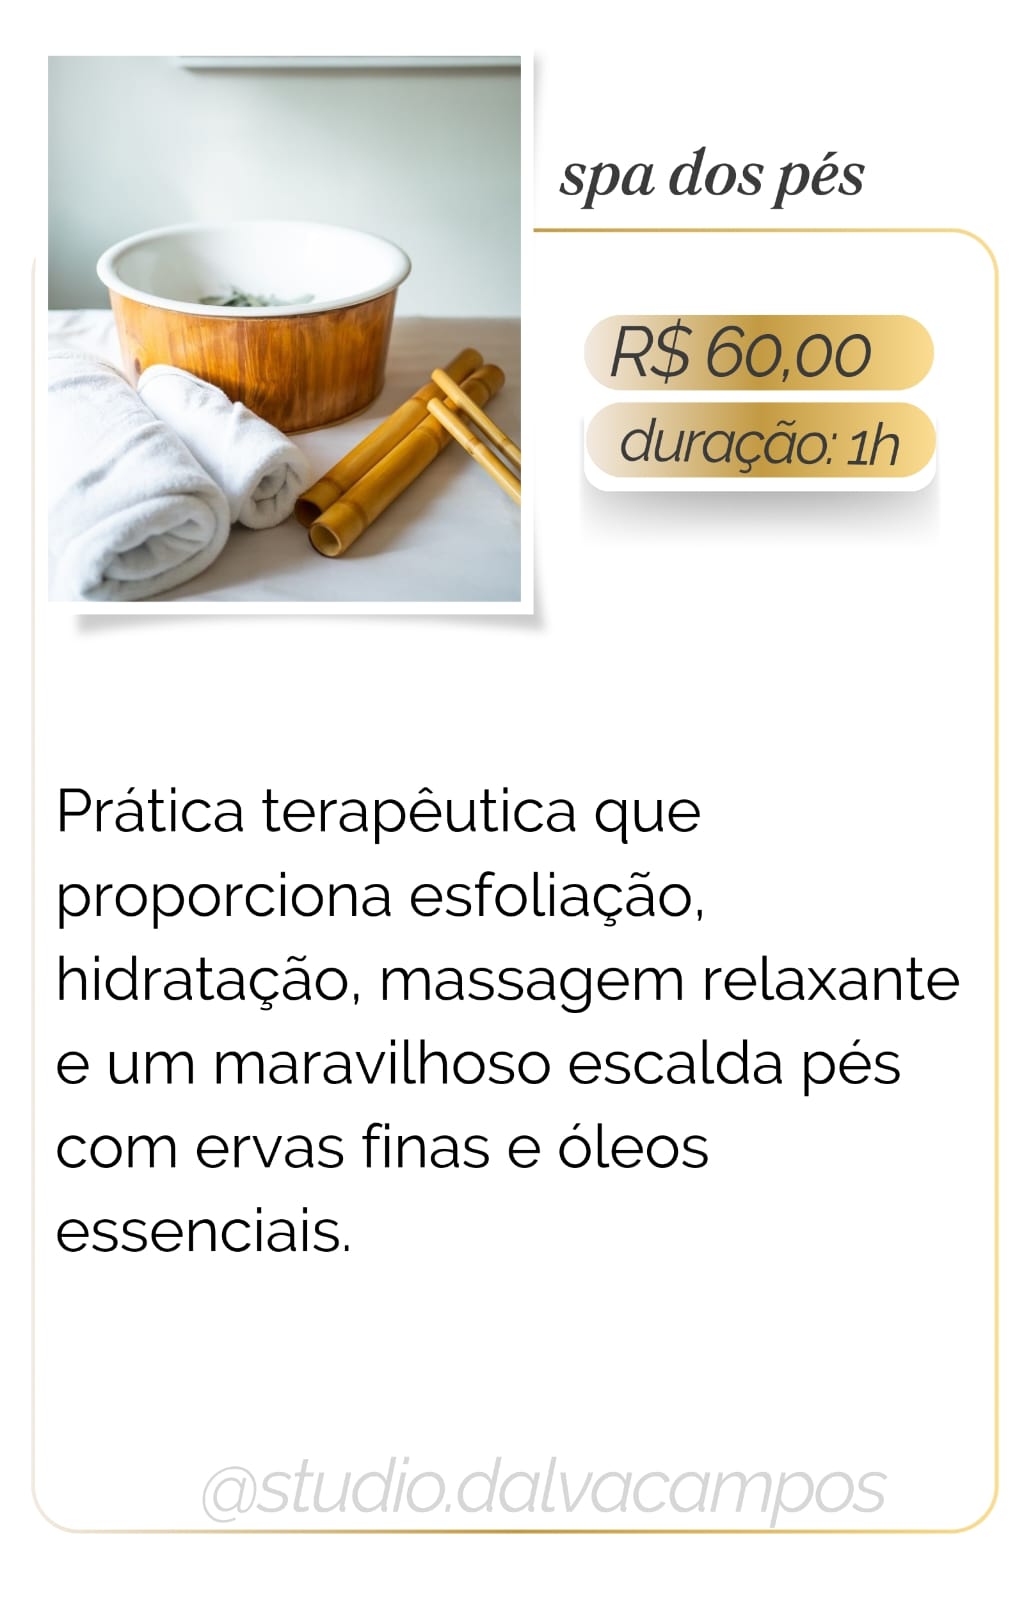 spa dos pés
R$ 60,00
duração: 1h
Prática terapêutica que
proporciona esfoliação,
hidratação, massagem relaxante
e um maravilhoso escalda pés
com ervas finas e óleos
essenciais.
@studio.dalvacampos